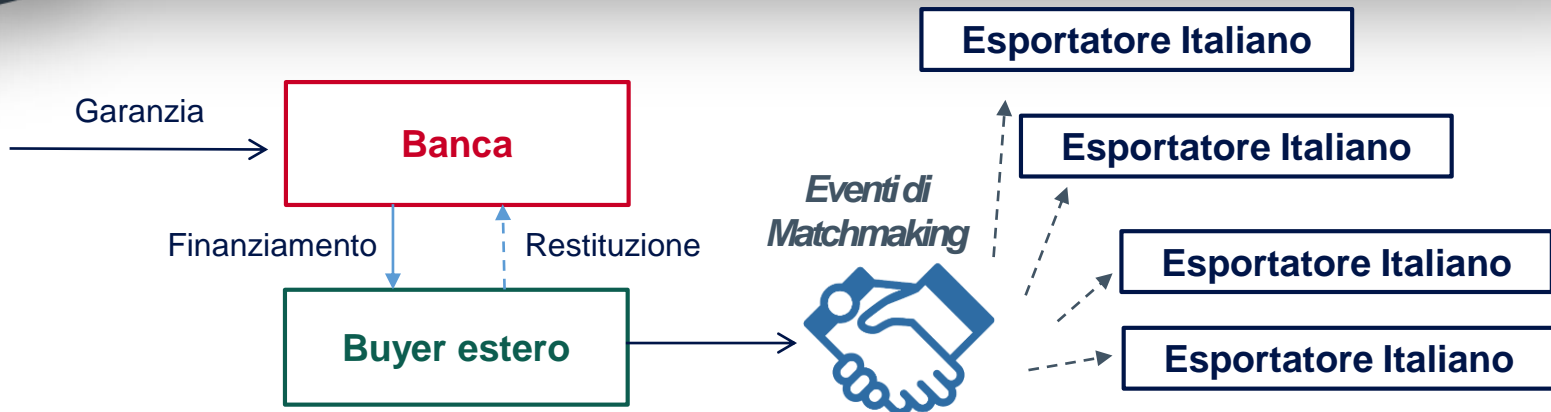 Esportatore Italiano
Garanzia
Banca
Esportatore Italiano
Eventi di
Matchmaking
Finanziamento
Restituzione
Esportatore Italiano
Buyer estero
Esportatore Italiano